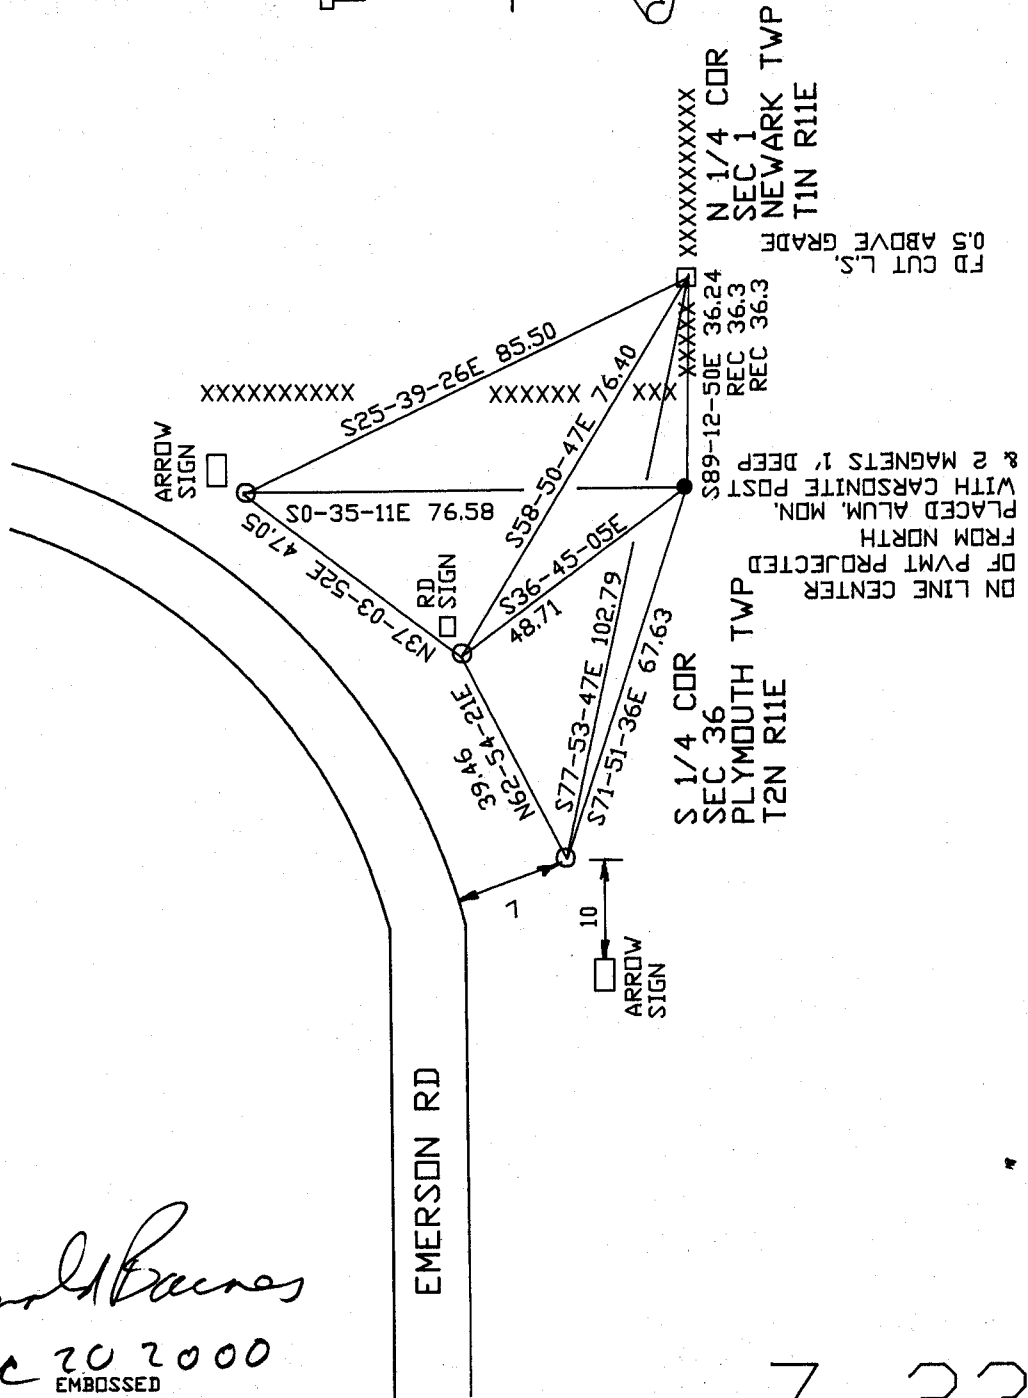 N 1/4 COR
SEC 1
NEWARK TWP
T1N R11E
XXXXXXXXXXXX
FD CUT L.S.
0.5 ABOVE GRADE
S25-39-26E 85.50
XXXXXXXXXX
XXXXXX
XXX
XXXXX
ARROW
SIGN
S0-35-11E 76.58
S58-50-47E 76.40
S89-12-50E 36.24
REC 36.3
REC 36.3
N37-03-52E 47.05
RD
SIGN
S36-45-05E
48.71
ON LINE CENTER
OF PVMT PROJECTED
FROM NORTH
PLACED ALUM. MON.
WITH CARSONITE POST
& 2 MAGNETS 1' DEEP
39.46
N62-54-21E
S77-53-47E 102.79
S71-51-36E 67.63
S 1/4 COR
SEC 36
PLYMOUTH TWP
T2N R11E
7
10
ARROW
SIGN
EMERSON RD
Barnes
20 2000
EMBOSSED